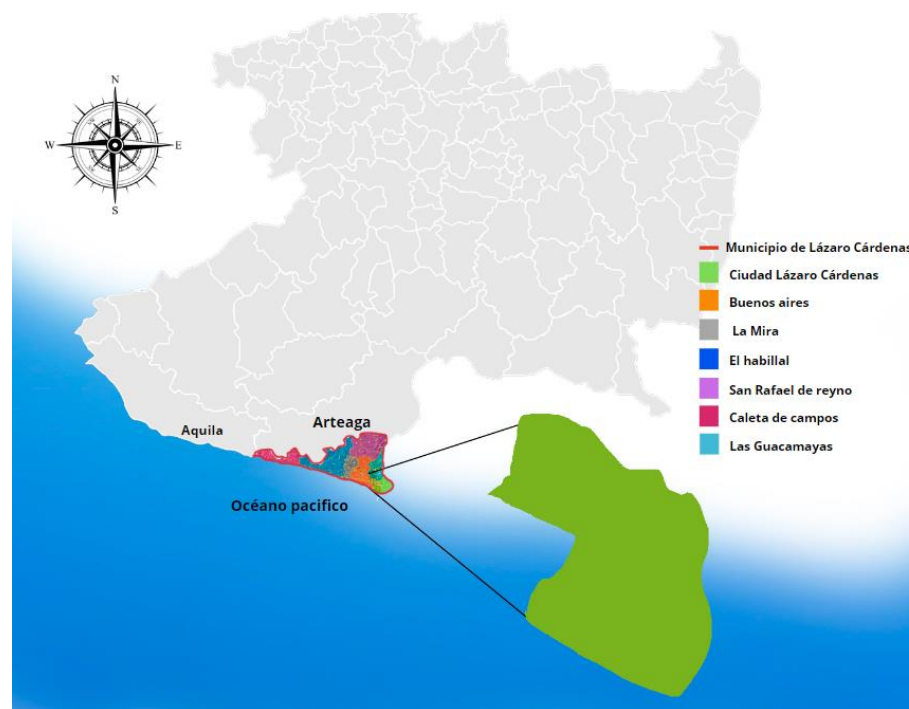 N
W
E
S
Municipio de Lázaro Cárdenas
Ciudad Lázaro Cárdenas
Buenos aires
La Mira
El habillal
San Rafael de reyno
Caleta de campos
Las Guacamayas
Arteaga
Aquila
Océano pacifico